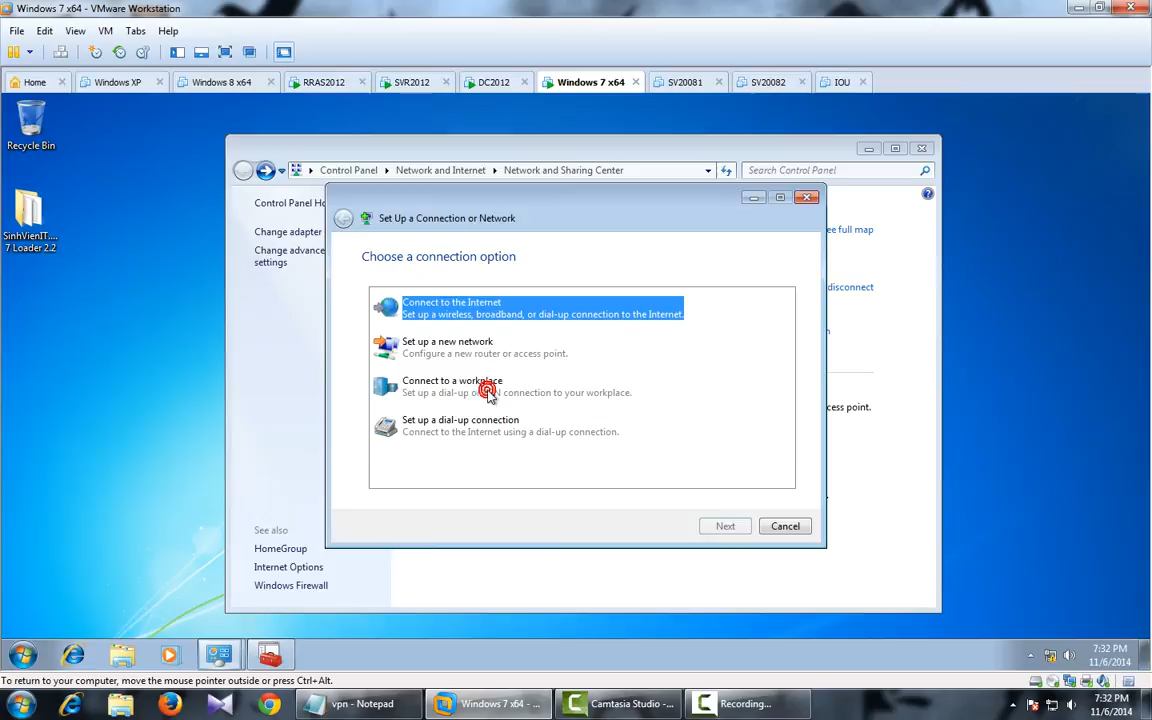 Windows 7 x64 - VMware Workstation
File Edit View VM Tabs Help
Home Windows XP Windows 8 x64 RRAS2012 SVR2012 DC2012 Windows 7 x64 SV20081 SV20082 IOU
Recycle Bin
SinhVienIT....
7 Loader 2.2
Control Panel Network and Internet Network and Sharing Center Search Control Panel
Control Panel Ho
Change adapter
Change advance
settings
See also
HomeGroup
Internet Options
Windows Firewall
ee full map
disconnect
ccess point.
Set Up a Connection or Network
Choose a connection option
Connect to the Internet
Set up a wireless, broadband, or dial-up connection to the Internet.
Set up a new network
Configure a new router or access point.
Connect to a workplace
Set up a dial-up or N connection to your workplace.
Set up a dial-up connection
Connect to the Internet using a dial-up connection.
Next Cancel
7:32 PM
11/6/2014
To return to your computer, move the mouse pointer outside or press Ctrl+Alt.
vpn - Notepad Windows 7 x64 - ... Camtasia Studio -... Recording...
7:32 PM
11/6/2014